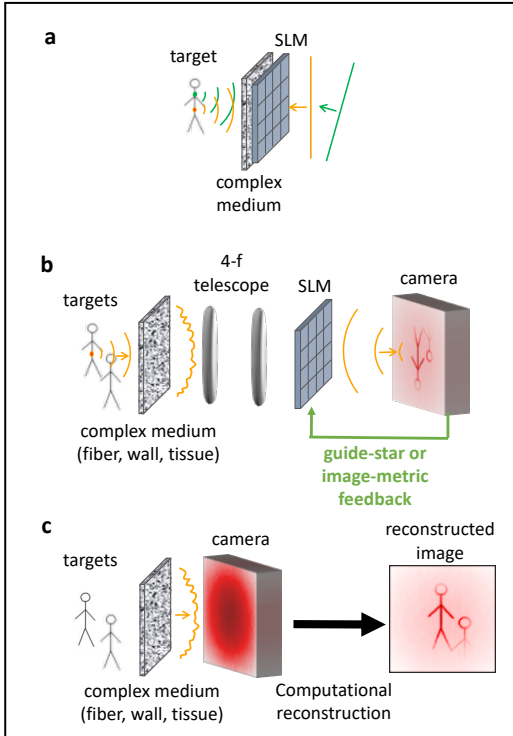 a
target
SLM
complex
medium
b
targets
4-f
telescope
SLM
camera
complex medium
(fiber, wall, tissue)
guide-star or
image-metric
feedback
c
targets
camera
reconstructed
image
complex medium
(fiber, wall, tissue)
Computational
reconstruction